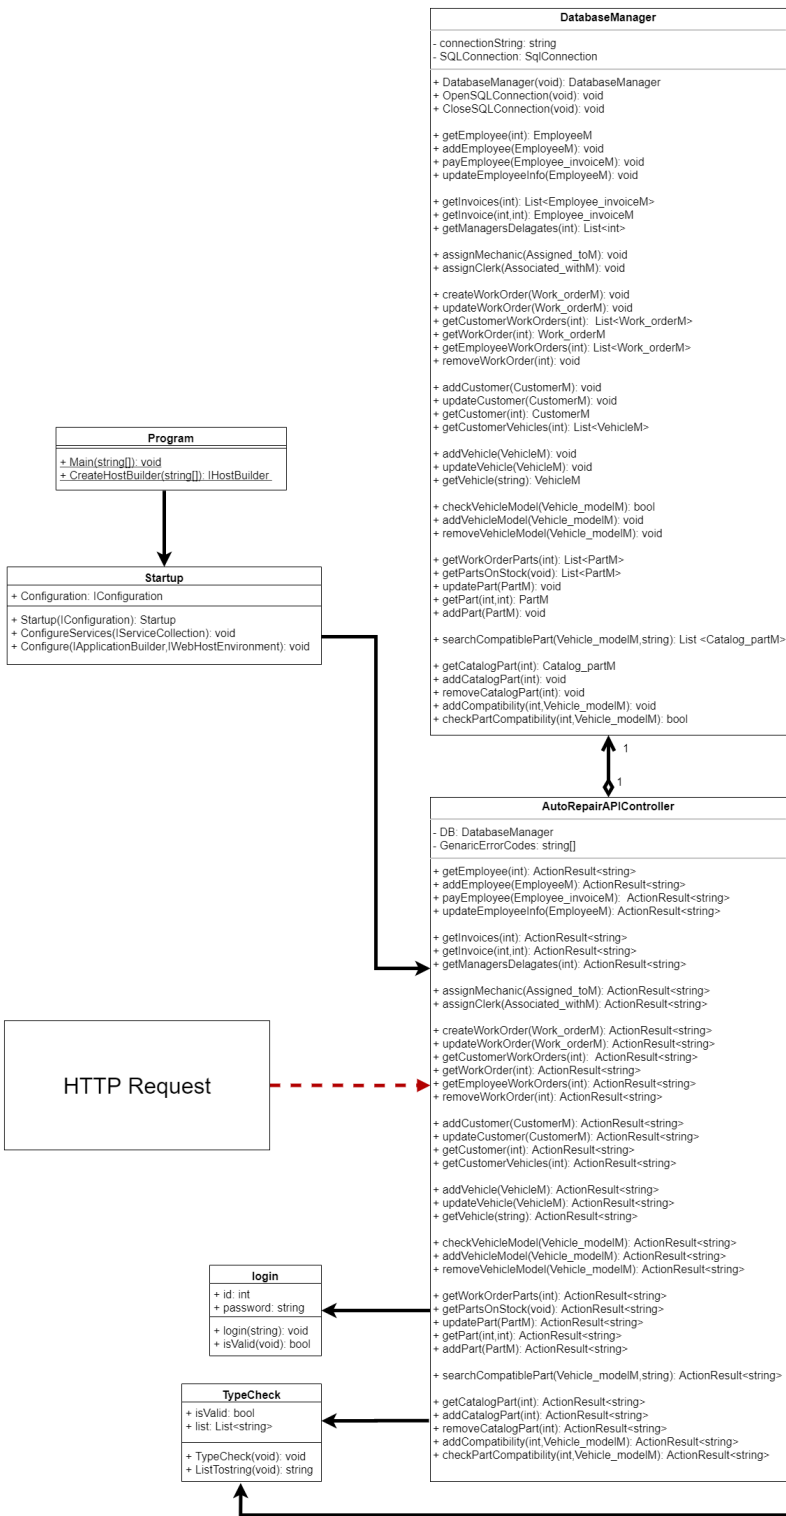 DatabaseManager
- connectionString: string
- SQLConnection: SqlConnection
+ DatabaseManager(void): DatabaseManager
+ OpenSQLConnection(void): void
+ CloseSQLConnection(void): void
+ getEmployee(int): EmployeeM
+ addEmployee(EmployeeM): void
+ payEmployee(Employee_invoiceM): void
+ updateEmployeeInfo(EmployeeM): void
+ getInvoices(int): List<Employee_invoiceM>
+ getInvoice(int,int): Employee_invoiceM
+ getManagersDelagates(int): List<int>
+ assignMechanic(Assigned_toM): void
+ assignClerk(Associated_withM): void
+ createWorkOrder(Work_orderM): void
+ updateWorkOrder(Work_orderM): void
+ getCustomerWorkOrders(int):  List<Work_orderM>
+ getWorkOrder(int): Work_orderM
+ getEmployeeWorkOrders(int): List<Work_orderM>
+ removeWorkOrder(int): void
+ addCustomer(CustomerM): void
+ updateCustomer(CustomerM): void
+ getCustomer(int): CustomerM
+ getCustomerVehicles(int): List<VehicleM>
+ addVehicle(VehicleM): void
+ updateVehicle(VehicleM): void
+ getVehicle(string): VehicleM
+ checkVehicleModel(Vehicle_modelM): bool
+ addVehicleModel(Vehicle_modelM): void
+ removeVehicleModel(Vehicle_modelM): void
+ getWorkOrderParts(int): List<PartM>
+ getPartsOnStock(void): List<PartM>
+ updatePart(PartM): void
+ getPart(int,int): PartM
+ addPart(PartM): void
+ searchCompatiblePart(Vehicle_modelM,string): List <Catalog_partM>
+ getCatalogPart(int): Catalog_partM
+ addCatalogPart(int): void
+ removeCatalogPart(int): void
+ addCompatibility(int,Vehicle_modelM): void
+ checkPartCompatibility(int,Vehicle_modelM): bool
Program
+ Main(string[]): void
+ CreateHostBuilder(string[]): IHostBuilder
Startup
+ Configuration: IConfiguration
+ Startup(IConfiguration): Startup
+ ConfigureServices(IServiceCollection): void
+ Configure(IApplicationBuilder,IWebHostEnvironment): void
1
1
AutoRepairAPIController
- DB: DatabaseManager
- GenaricErrorCodes: string[]
+ getEmployee(int): ActionResult<string>
+ addEmployee(EmployeeM): ActionResult<string>
+ payEmployee(Employee_invoiceM):  ActionResult<string>
+ updateEmployeeInfo(EmployeeM): ActionResult<string>
+ getInvoices(int): ActionResult<string>
+ getInvoice(int,int): ActionResult<string>
+ getManagersDelagates(int): ActionResult<string>
+ assignMechanic(Assigned_toM): ActionResult<string>
+ assignClerk(Associated_withM): ActionResult<string>
+ createWorkOrder(Work_orderM): ActionResult<string>
+ updateWorkOrder(Work_orderM): ActionResult<string>
+ getCustomerWorkOrders(int):  ActionResult<string>
+ getWorkOrder(int): ActionResult<string>
+ getEmployeeWorkOrders(int): ActionResult<string>
+ removeWorkOrder(int): ActionResult<string>
+ addCustomer(CustomerM): ActionResult<string>
+ updateCustomer(CustomerM): ActionResult<string>
+ getCustomer(int): ActionResult<string>
+ getCustomerVehicles(int): ActionResult<string>
+ addVehicle(VehicleM): ActionResult<string>
+ updateVehicle(VehicleM): ActionResult<string>
+ getVehicle(string): ActionResult<string>
+ checkVehicleModel(Vehicle_modelM): ActionResult<string>
+ addVehicleModel(Vehicle_modelM): ActionResult<string>
+ removeVehicleModel(Vehicle_modelM): ActionResult<string>
+ getWorkOrderParts(int): ActionResult<string>
+ getPartsOnStock(void): ActionResult<string>
+ updatePart(PartM): ActionResult<string>
+ getPart(int,int): ActionResult<string>
+ addPart(PartM): ActionResult<string>
+ searchCompatiblePart(Vehicle_modelM,string): ActionResult<string>
+ getCatalogPart(int): ActionResult<string>
+ addCatalogPart(int): ActionResult<string>
+ removeCatalogPart(int): ActionResult<string>
+ addCompatibility(int,Vehicle_modelM): ActionResult<string>
+ checkPartCompatibility(int,Vehicle_modelM): ActionResult<string>
HTTP Request
login
+ id: int
+ password: string
+ login(string): void
+ isValid(void): bool
TypeCheck
+ isValid: bool
+ list: List<string>
+ TypeCheck(void): void
+ ListTostring(void): string